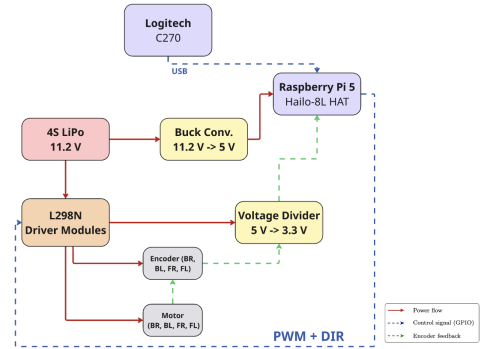 Logitech
C270
USB
Raspberry Pi 5
Hailo-8L HAT
4S LiPo
11.2 V
Buck Conv.
11.2 V -> 5 V
L298N
Driver Modules
Voltage Divider
5 V -> 3.3 V
Encoder (BR,
BL, FR, FL)
Motor
(BR, BL, FR, FL)
PWM + DIR
Power flow
Control signal (GPIO)
Encoder feedback